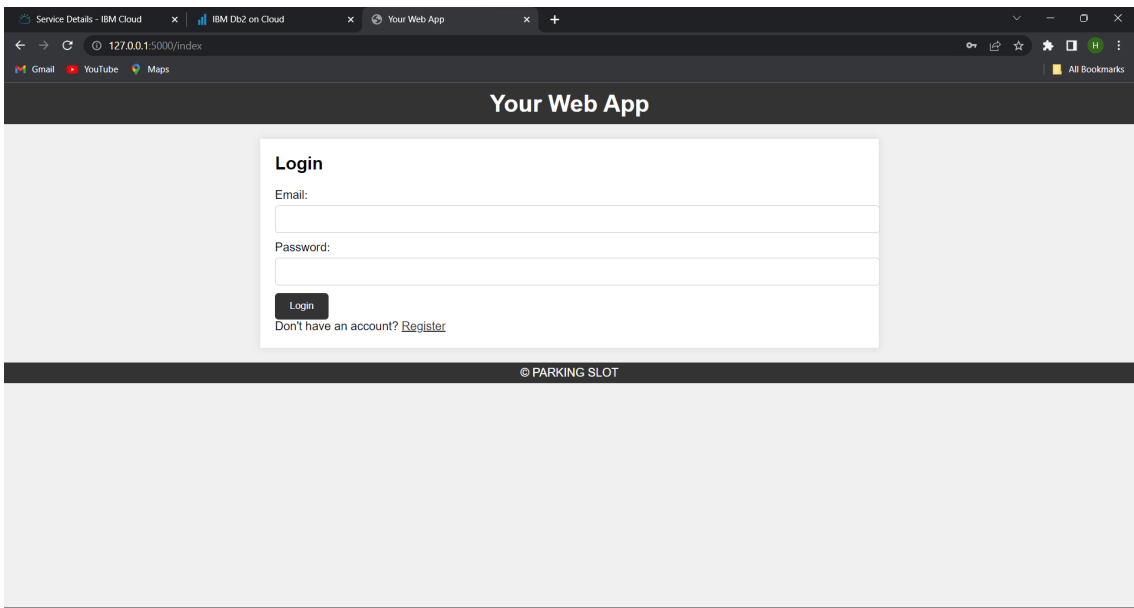 Service Details - IBM Cloud
IBM Db2 on Cloud
Your Web App
127.0.0.1:5000/index
H
Gmail
YouTube
Maps
All Bookmarks
Your Web App
Login
Email:
Password:
Login
Don't have an account? Register
© PARKING SLOT